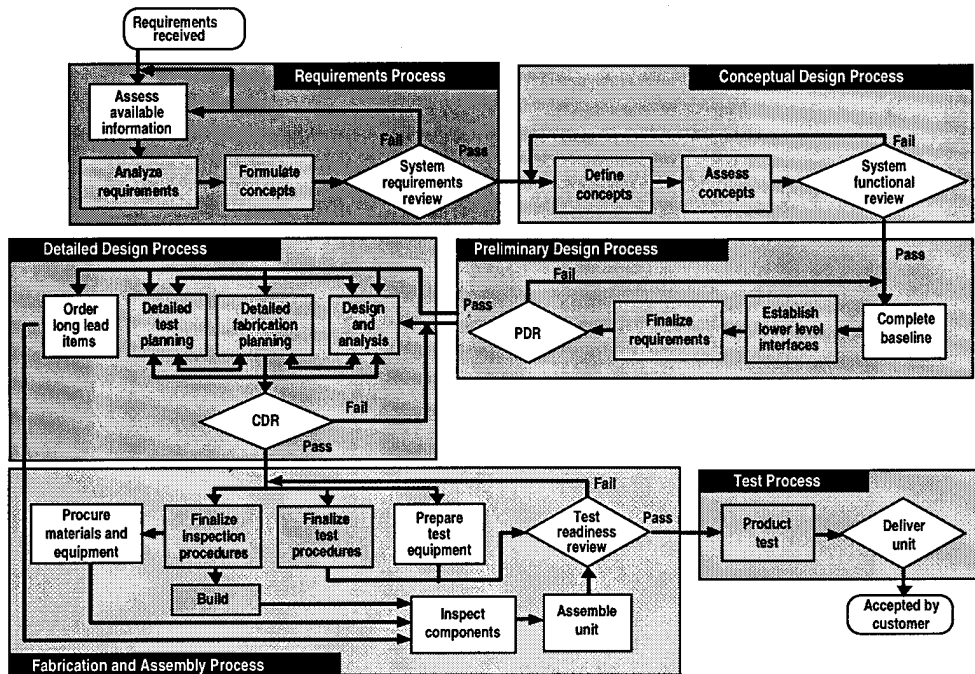 Requirements
received
Requirements Process
Assess
available
information
Analyze
requirements
Formulate
concepts
Fail
Pass
System
requirements
review
Conceptual Design Process
Define
concepts
Assess
concepts
Fail
System
functional
review
Pass
Preliminary Design Process
Fail
Pass
PDR
Finalize
requirements
Establish
lower level
interfaces
Complete
baseline
Detailed Design Process
Order
long lead
items
Detailed
test
planning
Detailed
fabrication
planning
Design
and
analysis
CDR
Fail
Pass
Fail
Procure
materials and
equipment
Finalize
inspection
procedures
Finalize
test
procedures
Prepare
test
equipment
Test
readiness
review
Pass
Build
Inspect
components
Assemble
unit
Fabrication and Assembly Process
Test Process
Product
test
Deliver
unit
Accepted by
customer